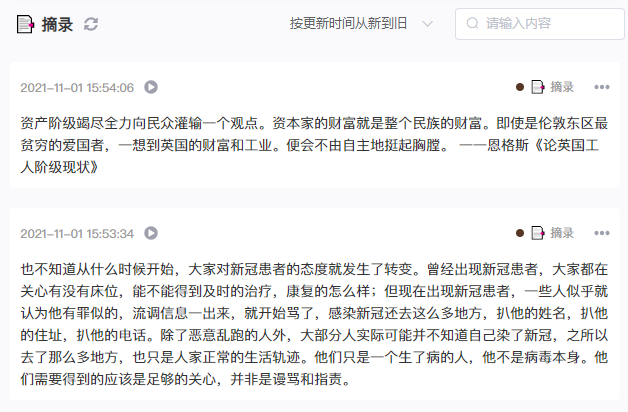 摘录
按更新时间从新到旧
请输入内容
2021-11-01 15:54:06
摘录
资产阶级竭尽全力向民众灌输一个观点。资本家的财富就是整个民族的财富。即使是伦敦东区最
贫穷的爱国者，一想到英国的财富和工业。便会不由自主地挺起胸膛。 一一恩格斯《论英国工
人阶级现状》
2021-11-01 15:53:34
摘录
也不知道从什么时候开始，大家对新冠患者的态度就发生了转变。曾经出现新冠患者，大家都在
关心有没有床位，能不能得到及时的治疗，康复的怎么样；但现在出现新冠患者，一些人似乎就
认为他有罪似的，流调信息一出来，就开始骂了，感染新冠还去这么多地方，扒他的姓名，扒他
的住址，扒他的电话。除了恶意乱跑的人外，大部分人实际可能并不知道自己染了新冠，之所以
去了那么多地方，也只是人家正常的生活轨迹。他们只是一个生了病的人，他不是病毒本身。他
们需要得到的应该是足够的关心，并非是谩骂和指责。